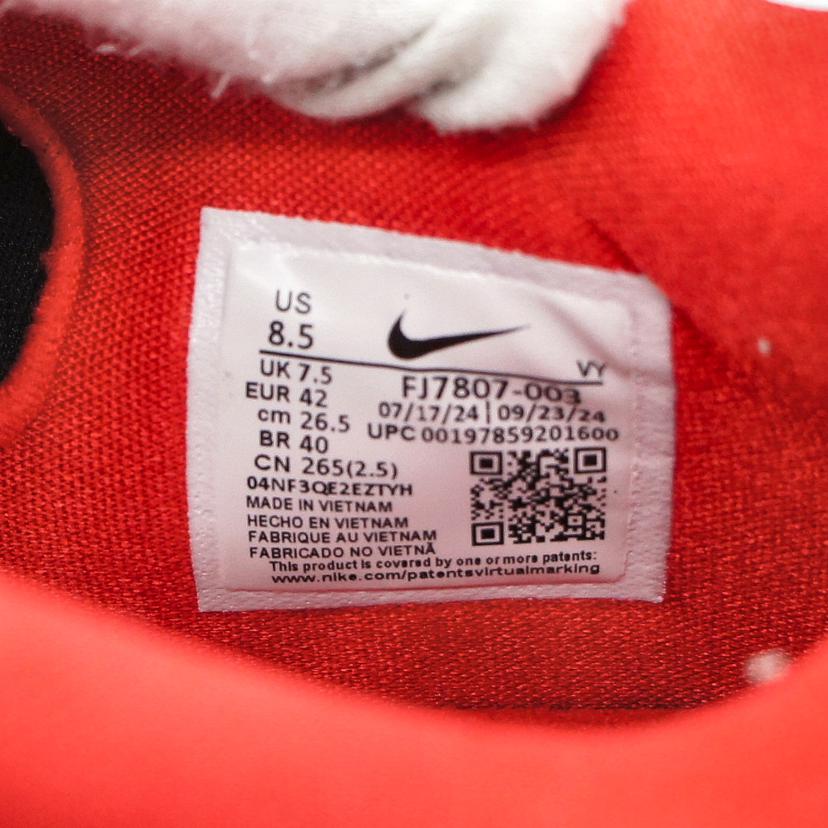 US
8.5
VY
UK 7.5
FJ7807-003
EUR 42
07/17/24 | 09/23/24
cm 26.5
UPC 00197859201600
BR 40
CN 265(2.5)
04NF3QE2EZTYH
MADE IN VIETNAM
HECHO EN VIETNAM
FABRIQUE AU VIETNAM
FABRICADO NO VIETNÃ
This product is covered by one or more patents:
www.nike.com/patentsvirtualmarking